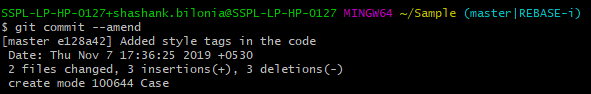 SSPL-LP-HP-0127+shashank.bilonia@SSPL-LP-HP-0127 MINGW64 ~/Sample (master|REBASE-i)
$ git commit --amend
[master e128a42] Added style tags in the code
 Date: Thu Nov 7 17:36:25 2019 +0530
 2 files changed, 3 insertions(+), 3 deletions(-)
 create mode 100644 Case